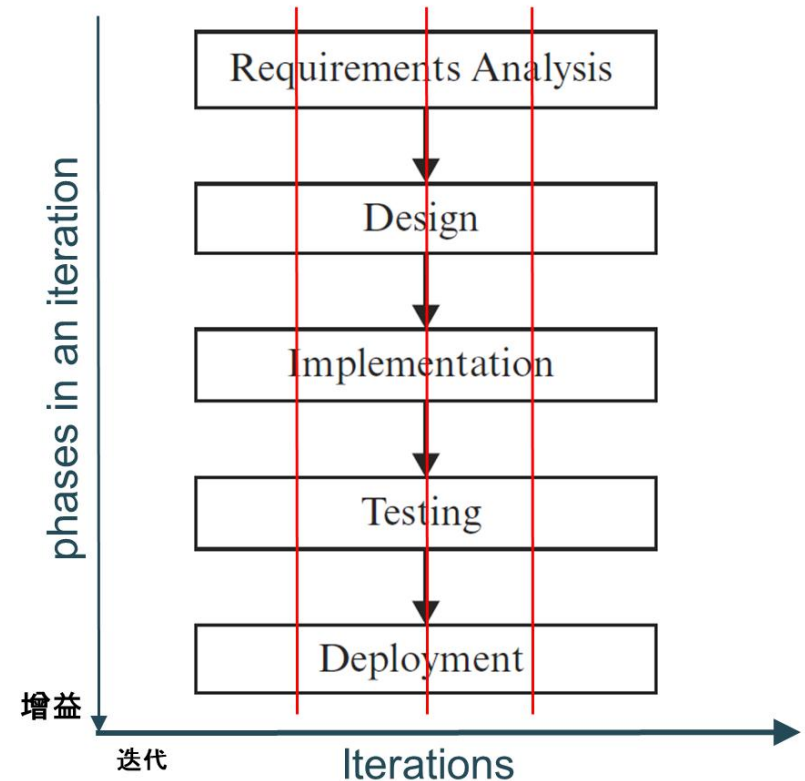 Requirements Analysis
Design
Implementation
Testing
Deployment
phases in an iteration
增益
迭代
Iterations